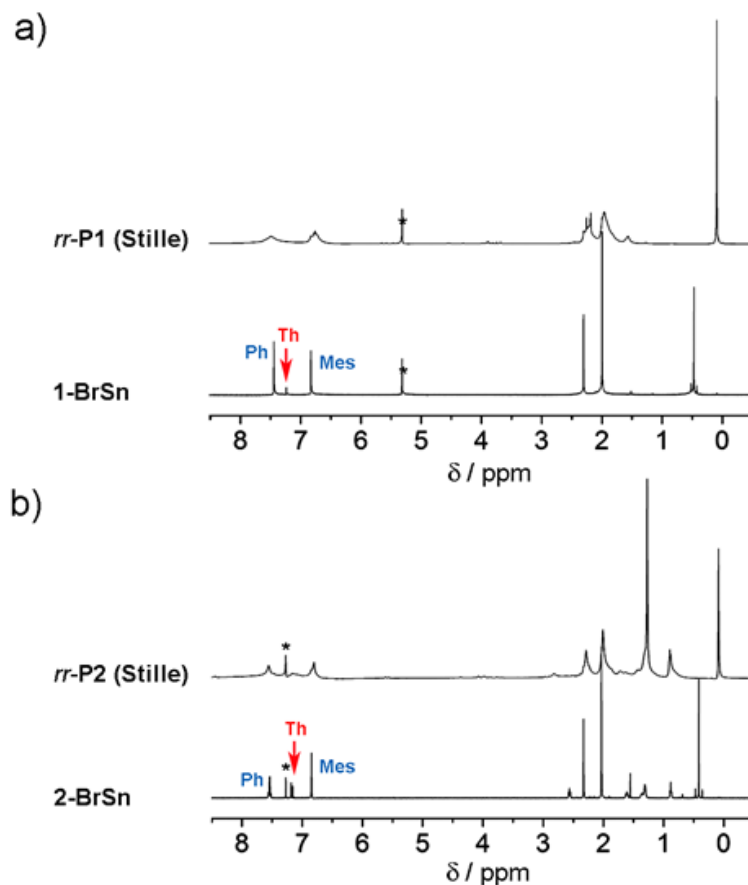 a)
rr-P1 (Stille)
*
Th
Ph
Mes
*
1-BrSn
8 7 6 5 4 3 2 1 0
δ / ppm
b)
rr-P2 (Stille)
*
Th
Ph
*
Mes
2-BrSn
8 7 6 5 4 3 2 1 0
δ / ppm